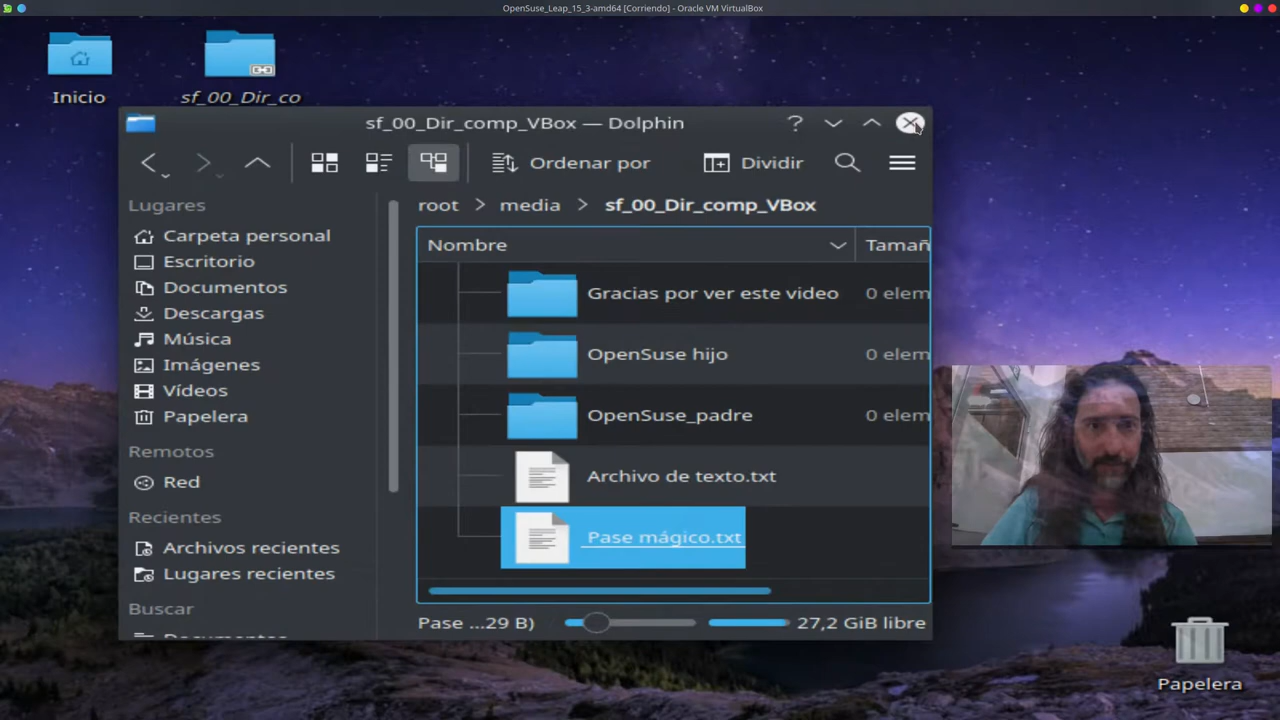 OpenSuse_Leap_15_3-amd64 [Corriendo] - Oracle VM VirtualBox
Inicio
sf_00_Dir_co
sf_00_Dir_comp_VBox — Dolphin
Ordenar por
Dividir
Lugares
Carpeta personal
Escritorio
Documentos
Descargas
Música
Imágenes
Vídeos
Papelera
Remotos
Red
Recientes
Archivos recientes
Lugares recientes
Buscar
root > media > sf_00_Dir_comp_VBox
Nombre Tamañ
Gracias por ver este video 0 elem
OpenSuse hijo 0 elem
OpenSuse_padre 0 elem
Archivo de texto.txt
Pase mágico.txt
Pase ...29 B) 27,2 GiB libre
Papelera